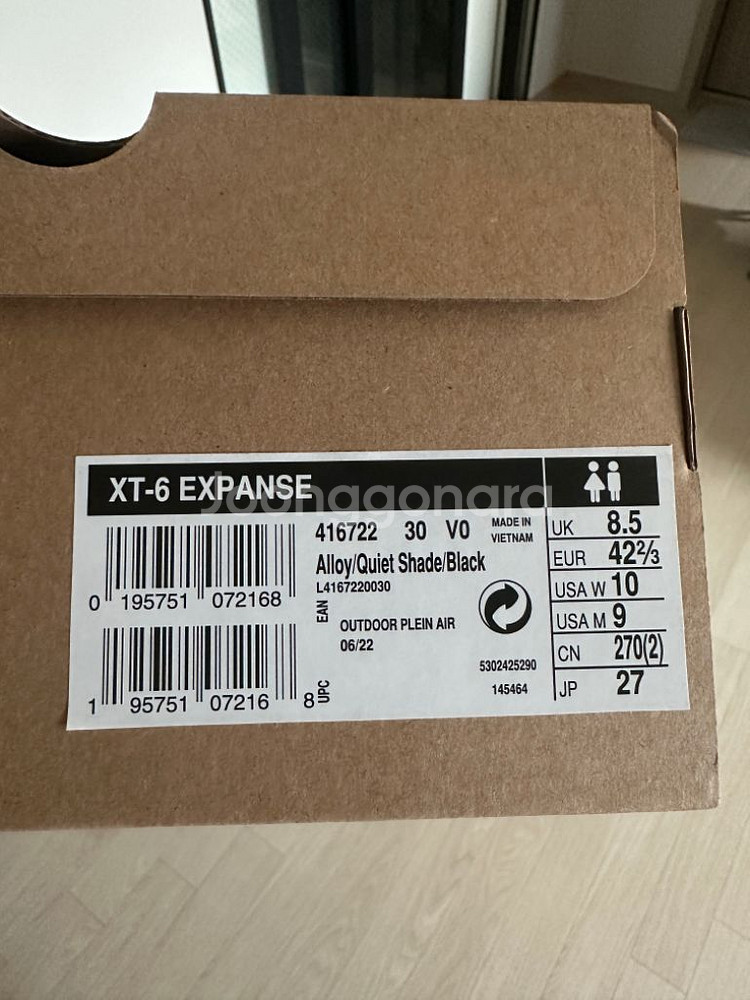 XT-6 EXPANSE
Joonggonara
416722 30 V0
MADE IN
VIETNAM
Alloy/Quiet Shade/Black
L4167220030
0 195751 072168
EAN
OUTDOOR PLEIN AIR
06/22
5302425290
145464
1 95751 07216 8
UPC
UK 8.5
EUR 42⅔
USA W 10
USA M 9
CN 270(2)
JP 27